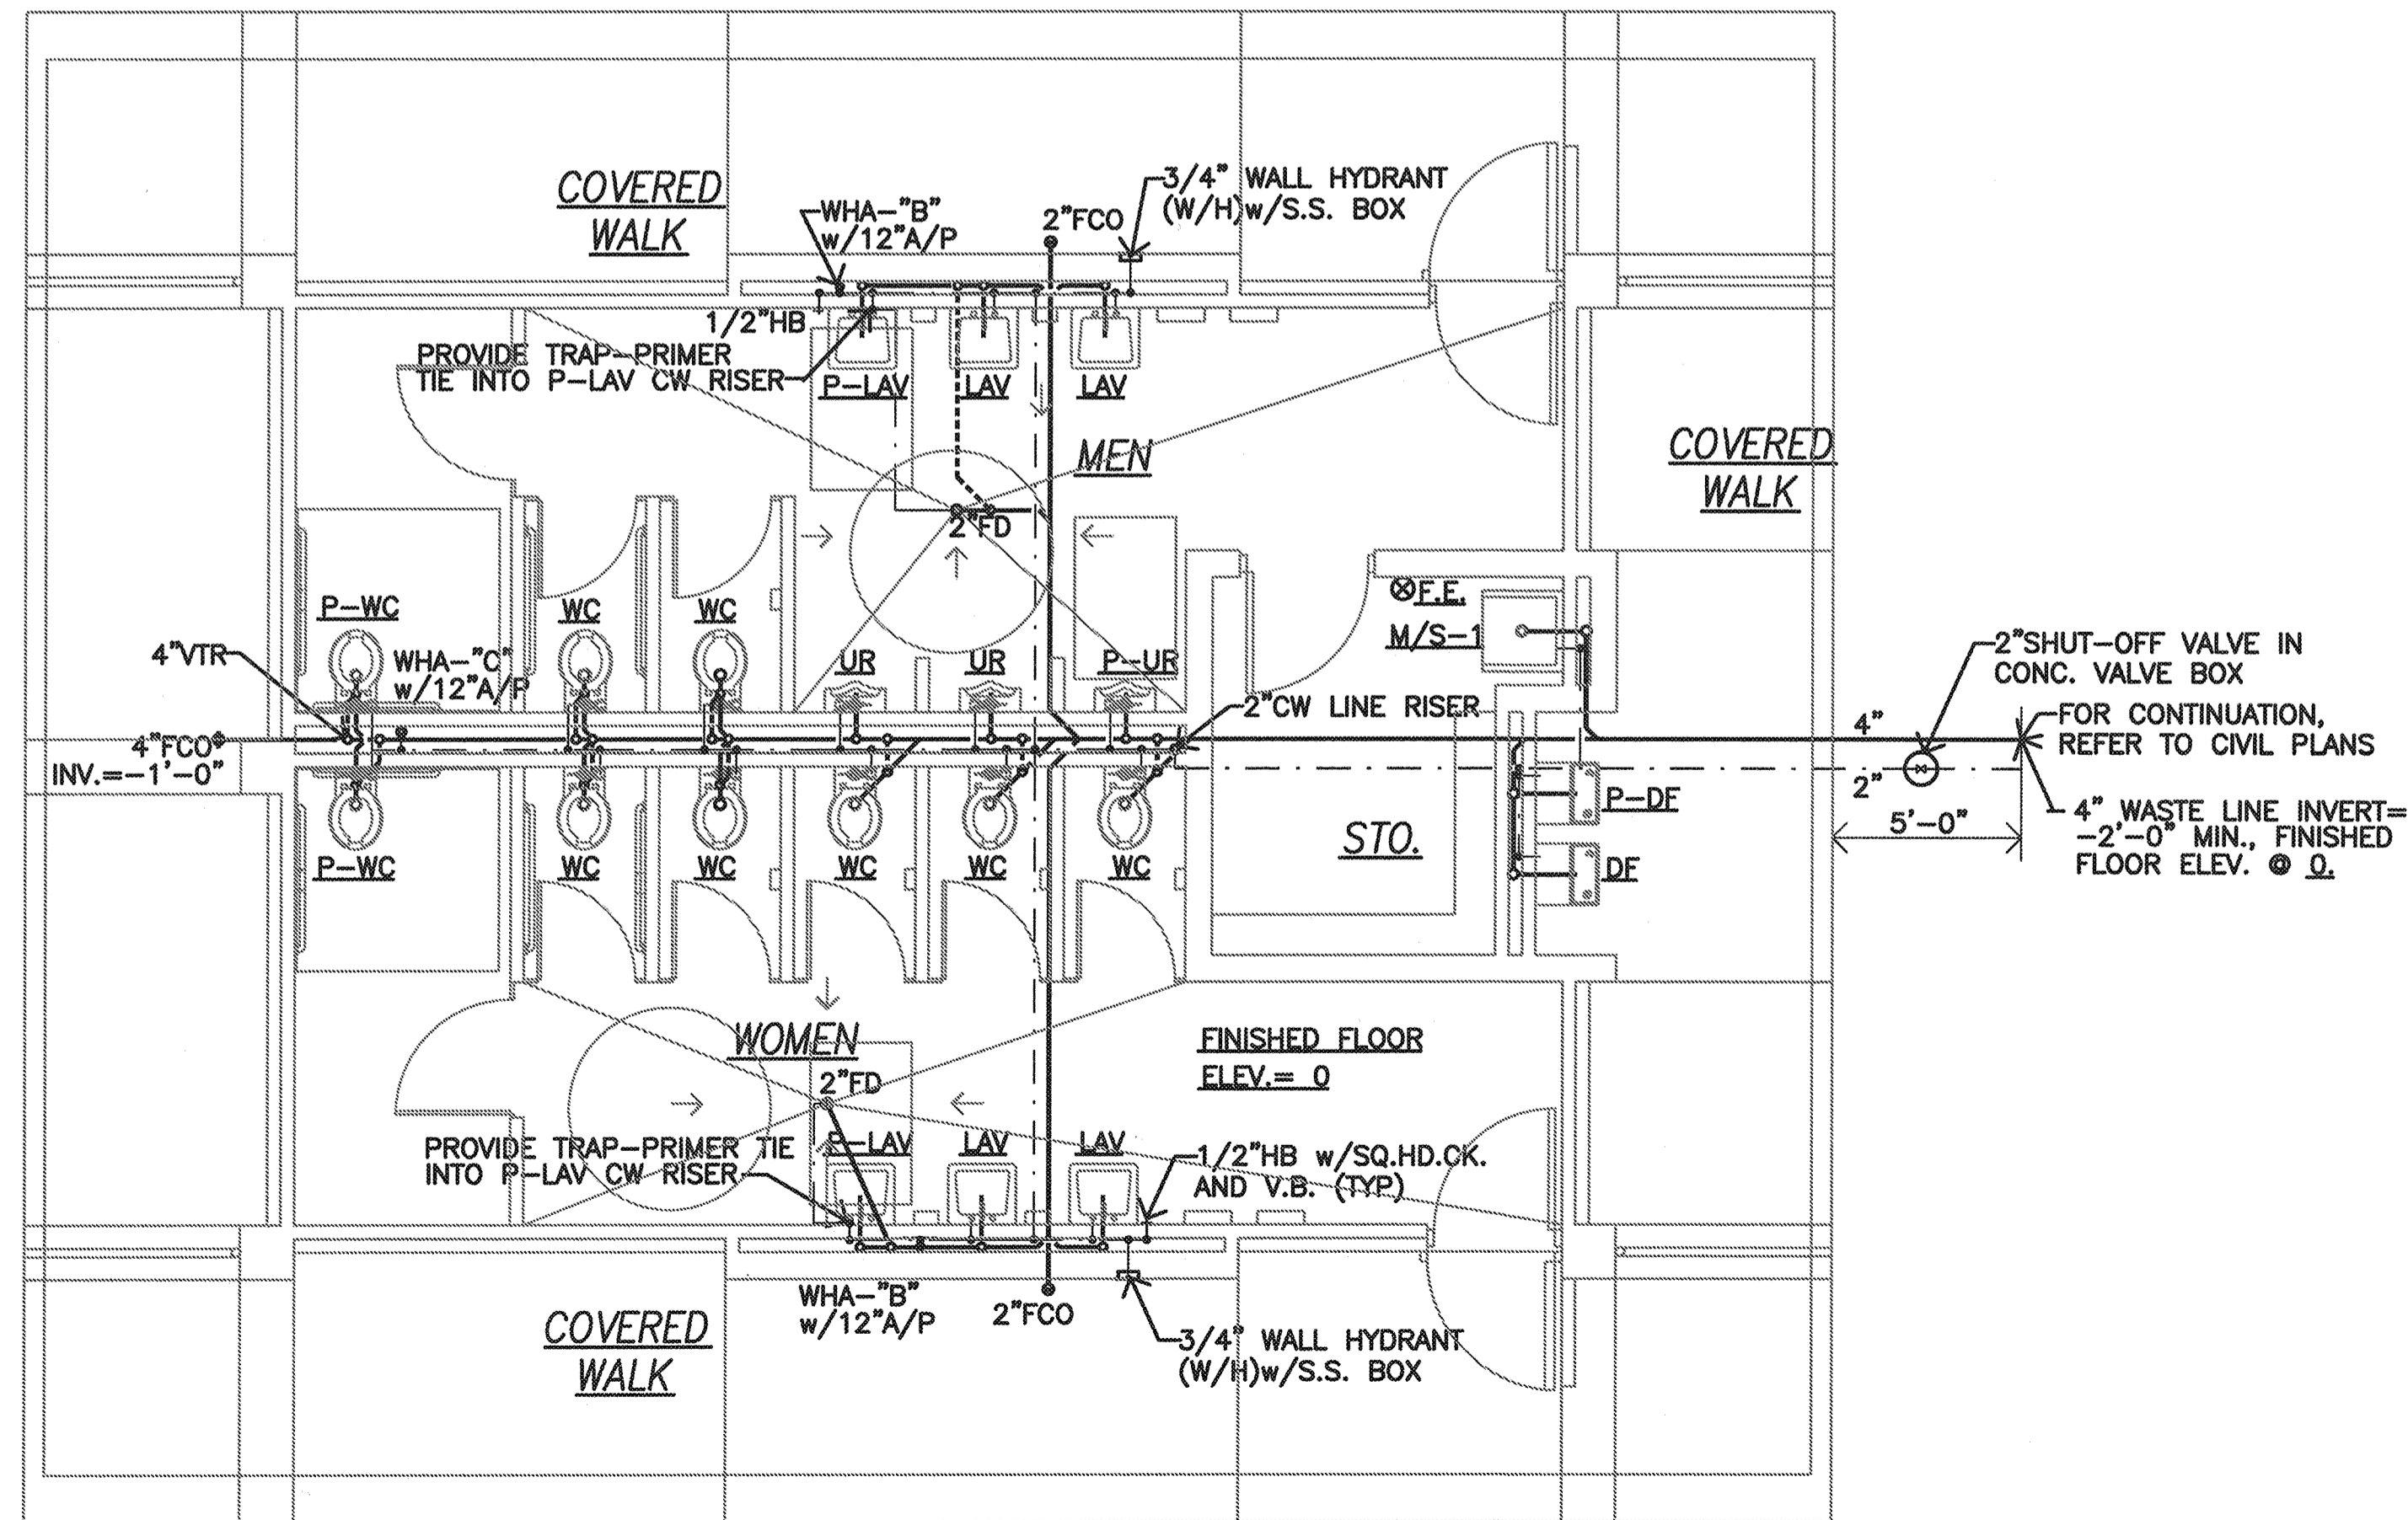 COVERED
WALK
WHA-"B"
w/12"A/P
2"FCO
3/4" WALL HYDRANT
(W/H)w/S.S. BOX
1/2"HB
PROVIDE TRAP-PRIMER
TIE INTO P-LAV CW RISER
P-LAV
LAV
LAV
MEN
COVERED
WALK
2"FD
P-WC
WC
WC
F.E.
M/S-1
4"VTR
WHA-"C"
w/12"A/P
UR
UR
P-UR
2"CW LINE RISER
2"SHUT-OFF VALVE IN
CONC. VALVE BOX
4"FCO
INV.=-1'-0"
4"
FOR CONTINUATION,
REFER TO CIVIL PLANS
2"
P-DF
5'-0"
4" WASTE LINE INVERT=
-2'-0" MIN., FINISHED
FLOOR ELEV. @ 0.
STO.
P-WC
WC
WC
WC
WC
WC
DF
WOMEN
FINISHED FLOOR
ELEV.= 0
2"FD
PROVIDE TRAP-PRIMER TIE
INTO P-LAV CW RISER
P-LAV
LAV
LAV
1/2"HB w/SQ.HD.CK.
AND V.B. (TYP)
COVERED
WALK
WHA-"B"
w/12"A/P
2"FCO
3/4" WALL HYDRANT
(W/H)w/S.S. BOX